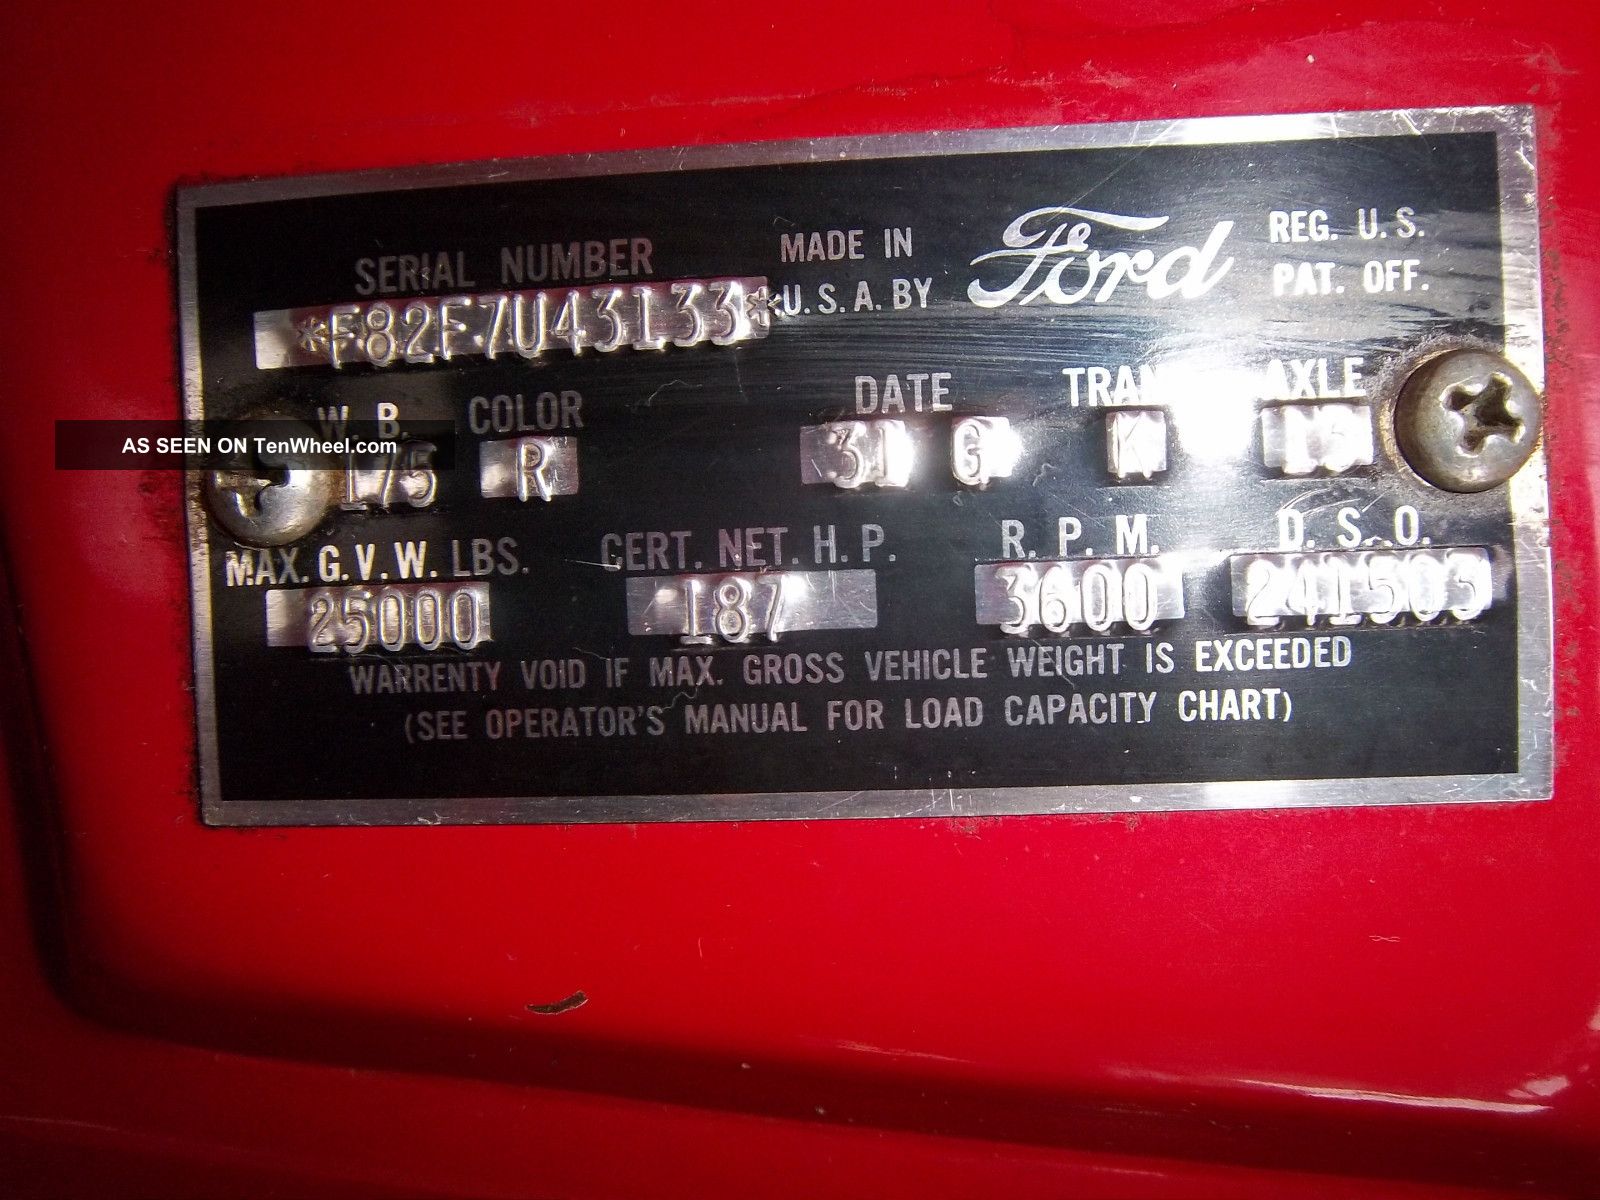 SERIAL NUMBER MADE IN Ford REG. U. S.
*F82F7U43133* U. S. A. BY PAT. OFF.
W. B. COLOR DATE TRAN AXLE
175 R 31 G K
AS SEEN ON TenWheel.com
MAX. G. V. W. LBS. CERT. NET. H. P. R. P. M. D. S. O.
25000 187 3600 241503
WARRENTY VOID IF MAX. GROSS VEHICLE WEIGHT IS EXCEEDED
(SEE OPERATOR'S MANUAL FOR LOAD CAPACITY CHART)